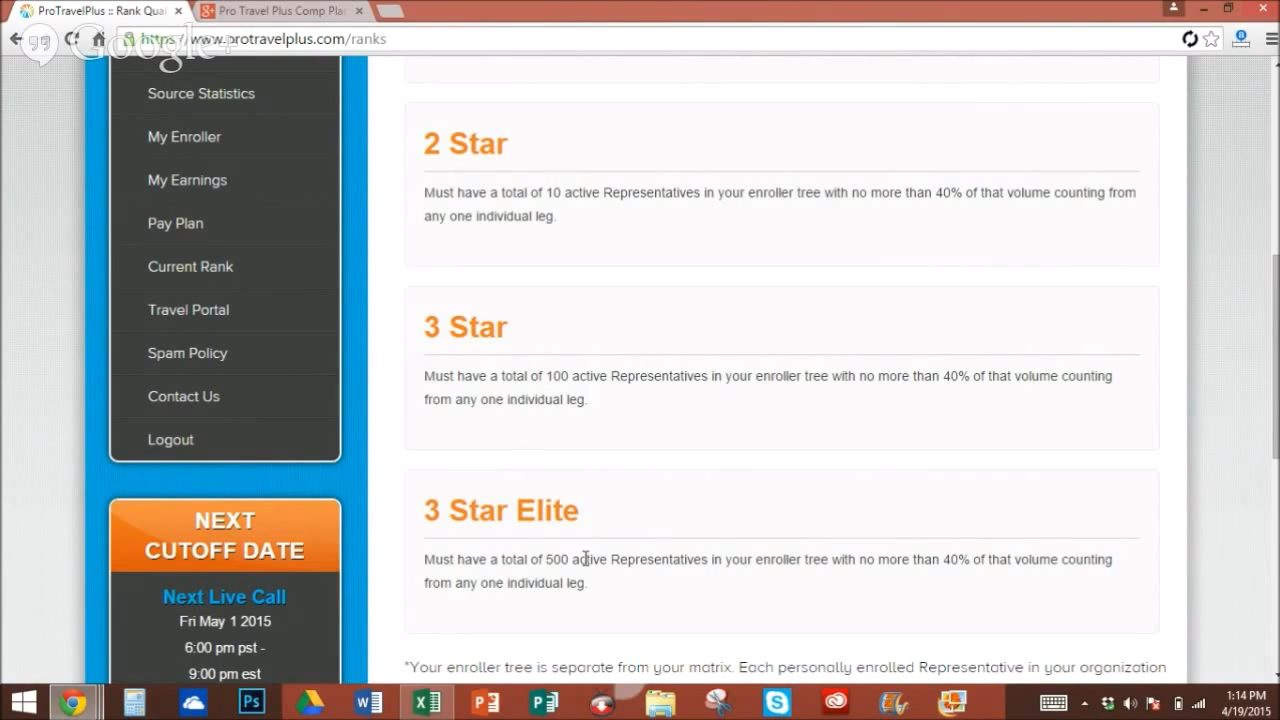 ProTravelPlus :: Rank Qual
Pro Travel Plus Comp Plan
Google+
https://www.protravelplus.com/ranks
Source Statistics
My Enroller
My Earnings
Pay Plan
Current Rank
Travel Portal
Spam Policy
Contact Us
Logout
NEXT
CUTOFF DATE
Next Live Call
Fri May 1 2015
6:00 pm pst -
9:00 pm est
2 Star
Must have a total of 10 active Representatives in your enroller tree with no more than 40% of that volume counting from
any one individual leg.
3 Star
Must have a total of 100 active Representatives in your enroller tree with no more than 40% of that volume counting
from any one individual leg.
3 Star Elite
Must have a total of 500 active Representatives in your enroller tree with no more than 40% of that volume counting
from any one individual leg.
*Your enroller tree is separate from your matrix. Each personally enrolled Representative in your organization
1:14 PM
4/19/2015